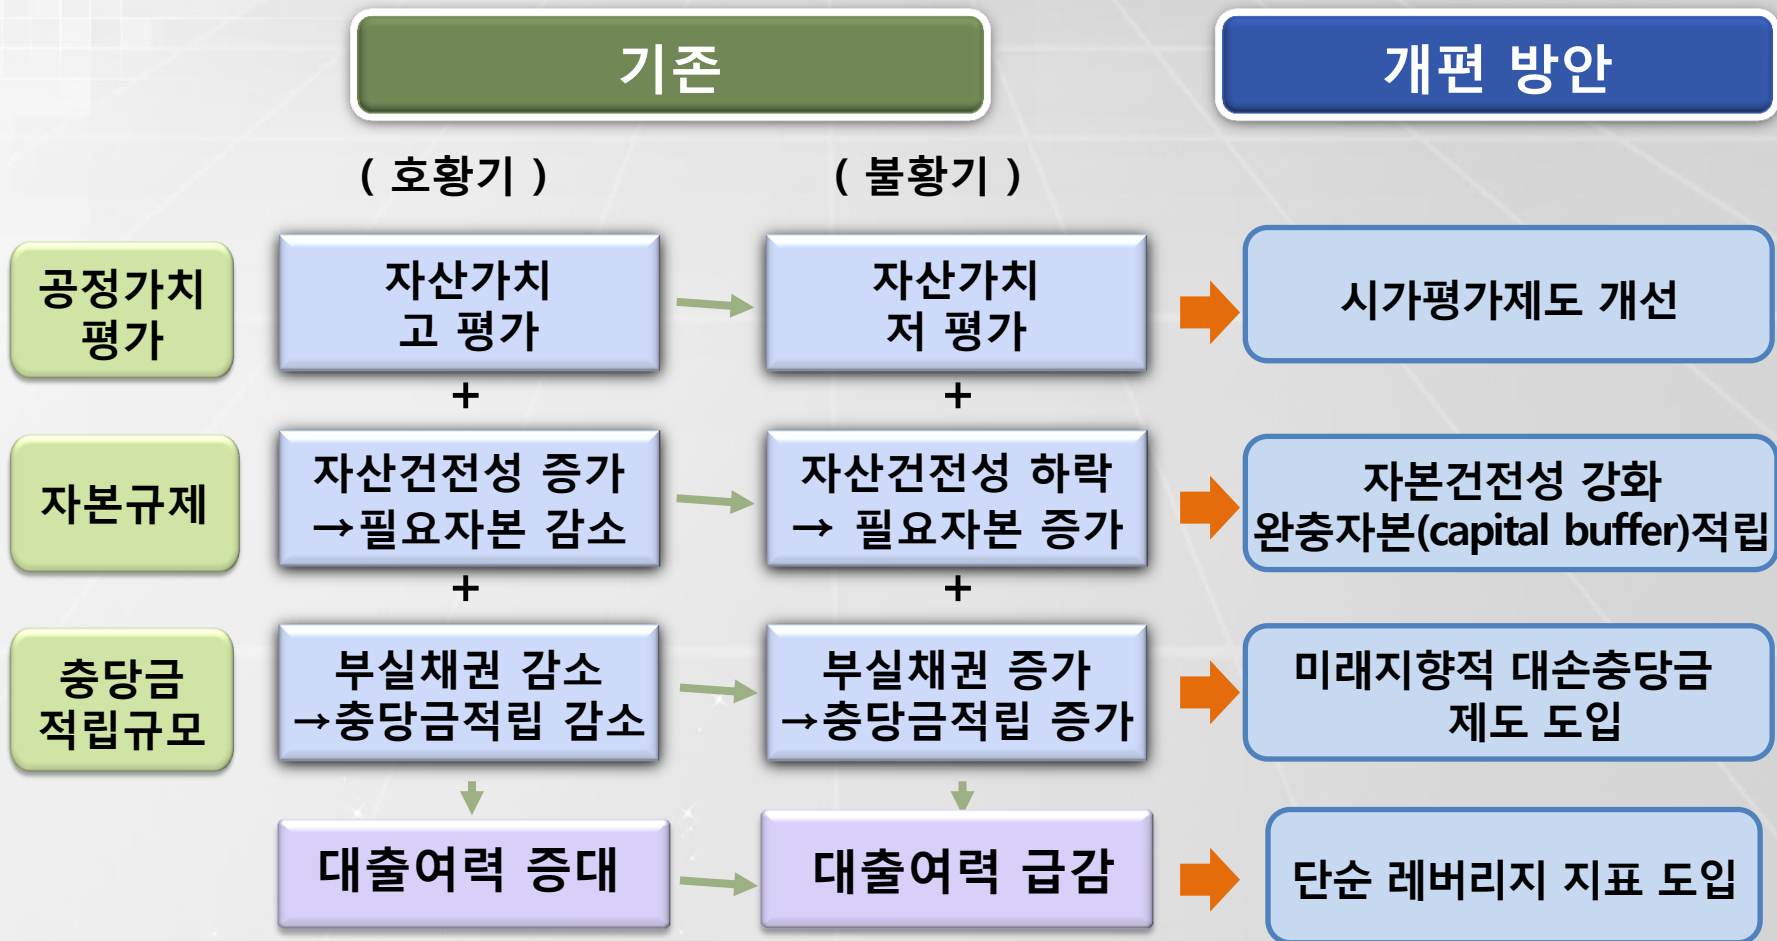 기존
개편 방안
( 호황기 )
( 불황기 )
공정가치
평가
자산가치
고 평가
자산가치
저 평가
시가평가제도 개선
+
+
자본규제
자산건전성 증가
→필요자본 감소
자산건전성 하락
→ 필요자본 증가
자본건전성 강화
완충자본(capital buffer)적립
+
+
충당금
적립규모
부실채권 감소
→충당금적립 감소
부실채권 증가
→충당금적립 증가
미래지향적 대손충당금
제도 도입
대출여력 증대
대출여력 급감
단순 레버리지 지표 도입